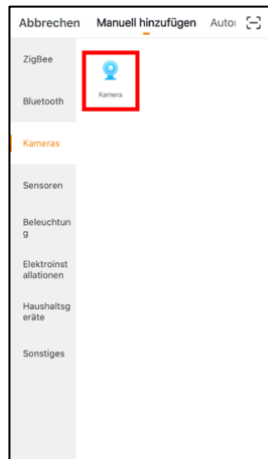 Abbrechen Manuell hinzufügen Autor
ZigBee
Kamera
Bluetooth
Kameras
Sensoren
Beleuchtun
g
Elektroinst
allationen
Haushaltsg
eräte
Sonstiges